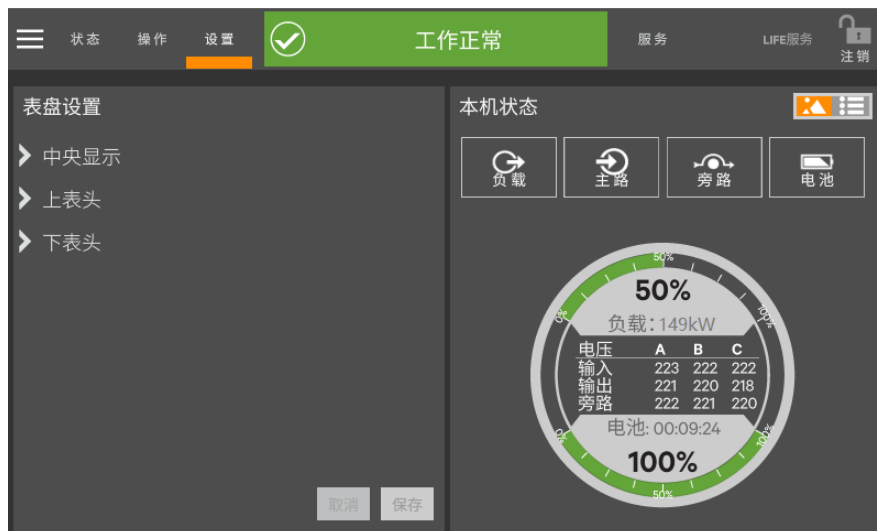 状态 操作 设置 工作正常 服务 LIFE服务 注销
表盘设置
中央显示
上表头
下表头
取消 保存
本机状态
负载 主路 旁路 电池
50%
0% 100%
50%
负载:149kW
电压 A B C
输入 223 222 222
输出 221 220 218
旁路 222 221 220
电池: 00:09:24
100%
0% 100%
50%